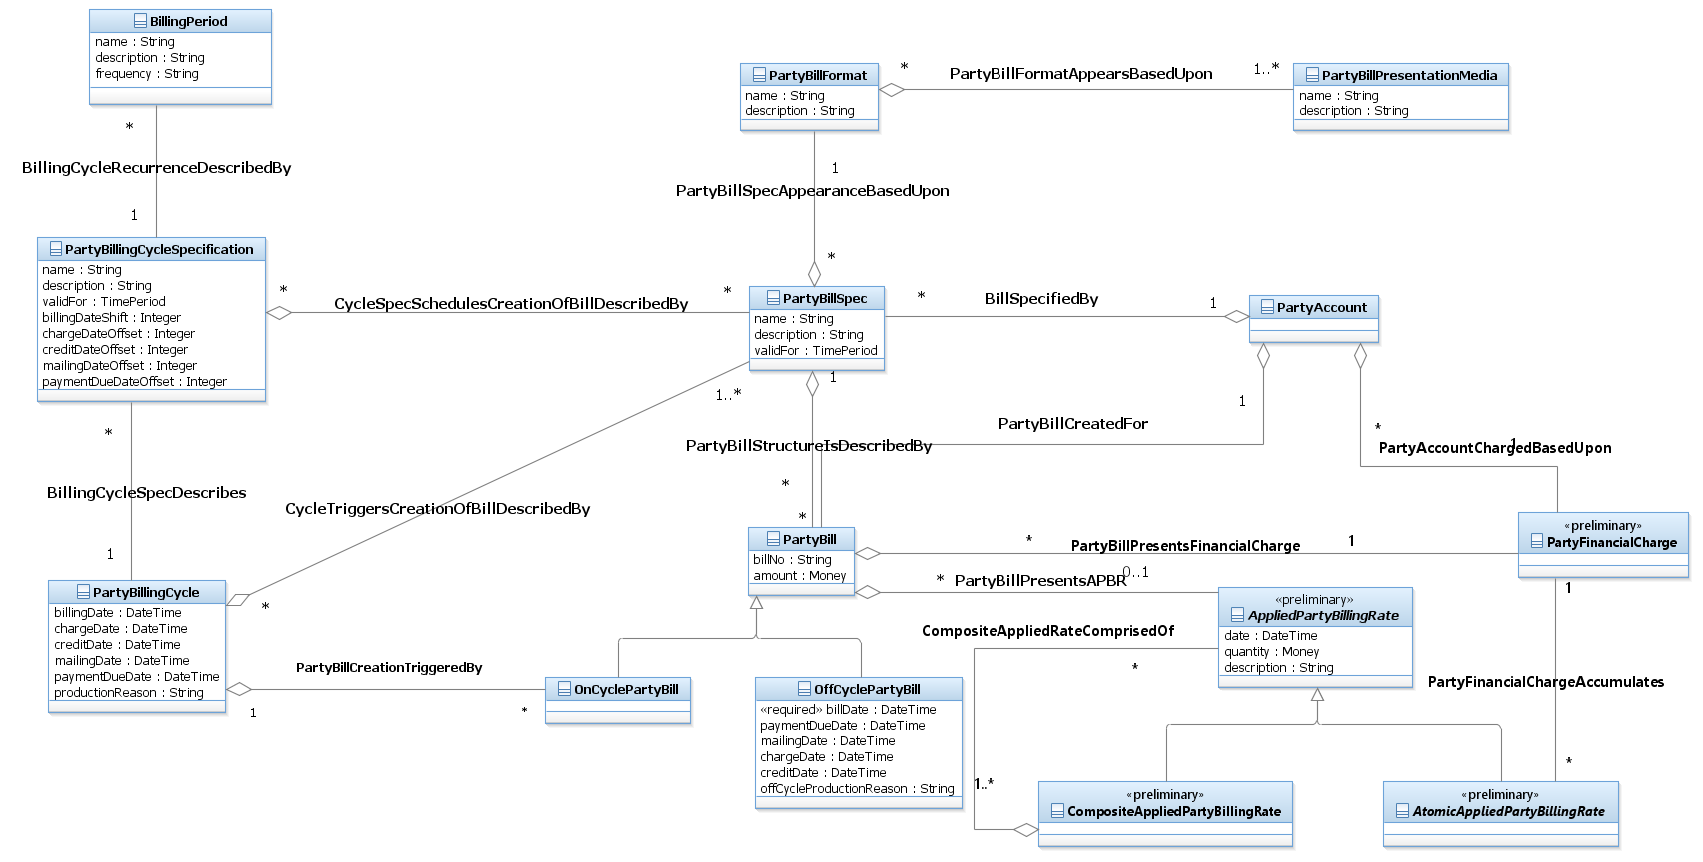 BillingPeriod
name : String
description : String
frequency : String
*
BillingCycleRecurrenceDescribedBy
1
PartyBillingCycleSpecification
name : String
description : String
validFor : TimePeriod
billingDateShift : Integer
chargeDateOffset : Integer
creditDateOffset : Integer
mailingDateOffset : Integer
paymentDueDateOffset : Integer
*
BillingCycleSpecDescribes
1
PartyBillingCycle
billingDate : DateTime
chargeDate : DateTime
creditDate : DateTime
mailingDate : DateTime
paymentDueDate : DateTime
productionReason : String
PartyBillFormat
name : String
description : String
*
PartyBillFormatAppearsBasedUpon
1..*
PartyBillPresentationMedia
name : String
description : String
1
PartyBillSpecAppearanceBasedUpon
*
*
CycleSpecSchedulesCreationOfBillDescribedBy
*
PartyBillSpec
name : String
description : String
validFor : TimePeriod
*
BillSpecifiedBy
1
PartyAccount
1..*
CycleTriggersCreationOfBillDescribedBy
*
1
PartyBillStructureIsDescribedBy
*
1
PartyBillCreatedFor
*
*
PartyAccountChargedBasedUpon
1
PartyBill
billNo : String
amount : Money
*
PartyBillPresentsFinancialCharge
1
«preliminary»
PartyFinancialCharge
*
PartyBillPresentsAPBR
0..1
«preliminary»
AppliedPartyBillingRate
date : DateTime
quantity : Money
description : String
1
PartyFinancialChargeAccumulates
*
CompositeAppliedRateComprisedOf
*
1..*
PartyBillCreationTriggeredBy
1
*
OnCyclePartyBill
OffCyclePartyBill
«required» billDate : DateTime
paymentDueDate : DateTime
mailingDate : DateTime
chargeDate : DateTime
creditDate : DateTime
offCycleProductionReason : String
«preliminary»
CompositeAppliedPartyBillingRate
«preliminary»
AtomicAppliedPartyBillingRate